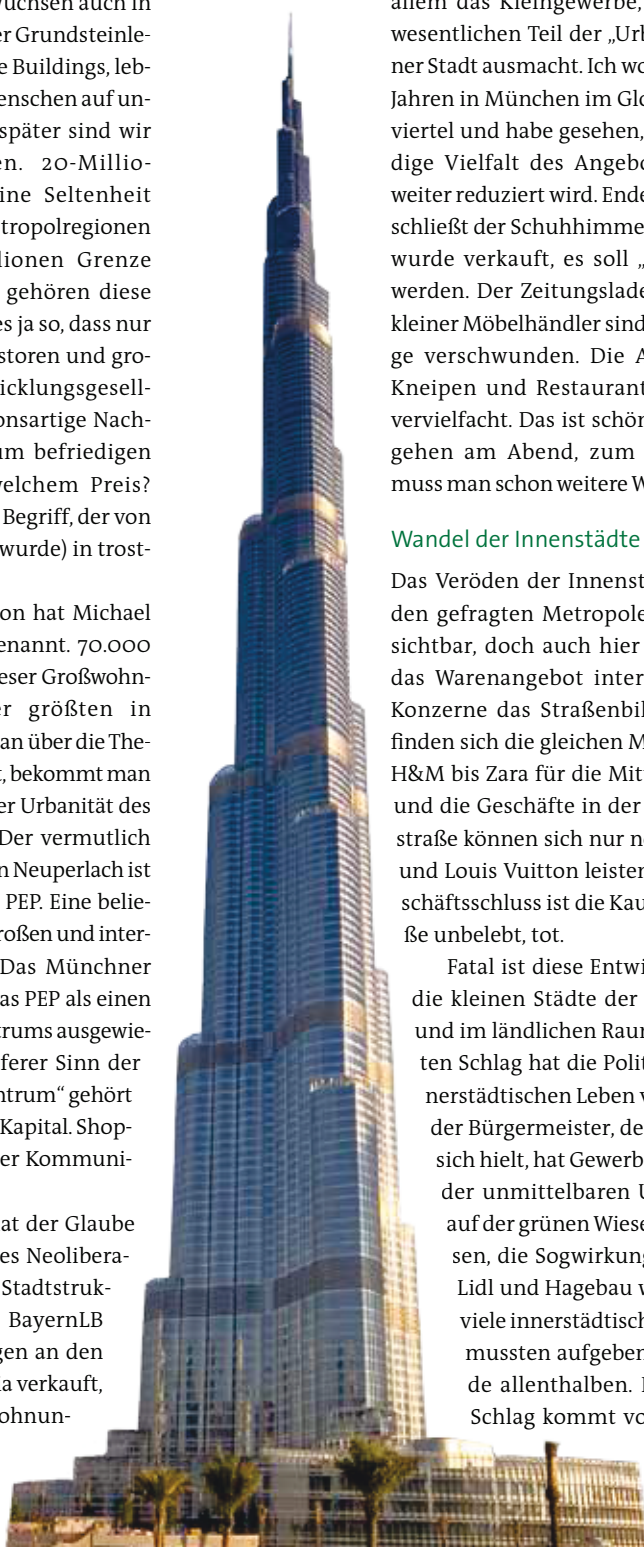 wuchsen auch in
er Grundsteinle-
e Buildings, leb-
enschen auf un-
später sind wir
en. 20-Millio-
ine Seltenheit
tropolregionen
lionen Grenze
gehören diese
es ja so, dass nur
storen und gro-
icklungsgesell-
onsartige Nach-
um befriedigen
velchem Preis?
Begriff, der von
wurde) in trost-
on hat Michael
enannt. 70.000
ieser Großwohn-
er größten in
an über die The-
t, bekommt man
er Urbanität des
Der vermutlich
n Neuperlach ist
PEP. Eine belie-
roßen und inter-
Das Münchner
as PEP als einen
trums ausgewie-
ferer Sinn der
ntrum“ gehört
Kapital. Shop-
er Kommuni-
at der Glaube
es Neolibera-
Stadtstruk-
BayernLB
gen an den
ia verkauft,
ohnun-
allem das Kleingewerbe,
wesentlichen Teil der „Urb
ner Stadt ausmacht. Ich wo
Jahren in München im Glo
viertel und habe gesehen,
dige Vielfalt des Angebo
weiter reduziert wird. Ende
schließt der Schuhhimme
wurde verkauft, es soll „
werden. Der Zeitungslade
kleiner Möbelhändler sind
ge verschwunden. Die A
Kneipen und Restaurant
vervielfacht. Das ist schön
gehen am Abend, zum
muss man schon weitere W
Wandel der Innenstädte
Das Veröden der Innenst
den gefragten Metropole
sichtbar, doch auch hier
das Warenangebot inter
Konzerne das Straßenbil
finden sich die gleichen M
H&M bis Zara für die Mit
und die Geschäfte in der
straße können sich nur n
und Louis Vuitton leisten
schäftsschluss ist die Kau
ße unbelebt, tot.
Fatal ist diese Entwi
die kleinen Städte der
und im ländlichen Raum
ten Schlag hat die Polit
nerstädtischen Leben v
der Bürgermeister, de
sich hielt, hat Gewerb
der unmittelbaren U
auf der grünen Wiese
sen, die Sogwirkung
Lidl und Hagebau w
viele innerstädtisch
mussten aufgeben
de allenthalben. 
Schlag kommt vo